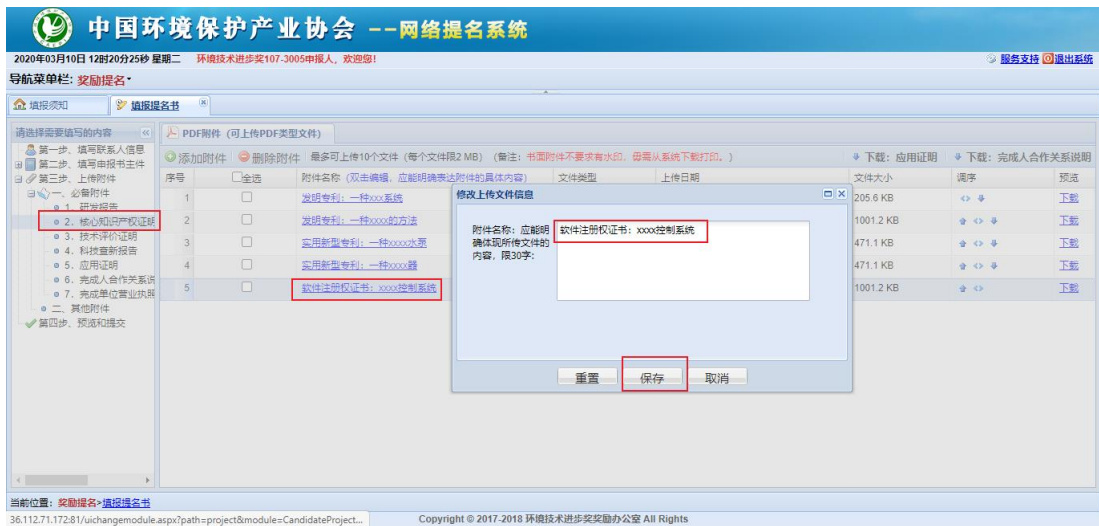 中国环境保护产业协会 --网络提名系统
2020年03月10日 12时20分25秒 星期二 环境技术进步奖107-3005申报人，欢迎您! 服务支持 退出系统
导航菜单栏: 奖励提名
填报须知 填报提名书
请选择需要填写的内容
第一步、填写联系人信息
第二步、填写申报书主件
第三步、上传附件
一、必备附件
1. 研发报告
2. 核心知识产权证明
3. 技术评价证明
4. 科技查新报告
5. 应用证明
6. 完成人合作关系说
7. 完成单位营业执照
二、其他附件
第四步、预览和提交
PDF附件 (可上传PDF类型文件)
添加附件 删除附件 最多可上传10个文件 (每个文件限2 MB) (备注: 书面附件不要求有水印，毋需从系统下载打印。) 下载: 应用证明 下载: 完成人合作关系说明
序号 全选 附件名称 (双击编辑，应能明确表达附件的具体内容) 文件类型 上传日期 文件大小 调序 预览
1 发明专利: 一种xxx系统 205.6 KB 下载
2 发明专利: 一种xxxx的方法 1001.2 KB 下载
3 实用新型专利: 一种xxxx水泵 471.1 KB 下载
4 实用新型专利: 一种xxxx器 471.1 KB 下载
5 软件注册权证书: xxxx控制系统 1001.2 KB 下载
修改上传文件信息
附件名称: 应能明
确体现所传文件的
内容，限30字:
软件注册权证书: xxxx控制系统
重置 保存 取消
当前位置: 奖励提名>填报提名书
36.112.71.172:81/uichangemodule.aspx?path=project&module=CandidateProject... Copyright © 2017-2018 环境技术进步奖奖励办公室 All Rights